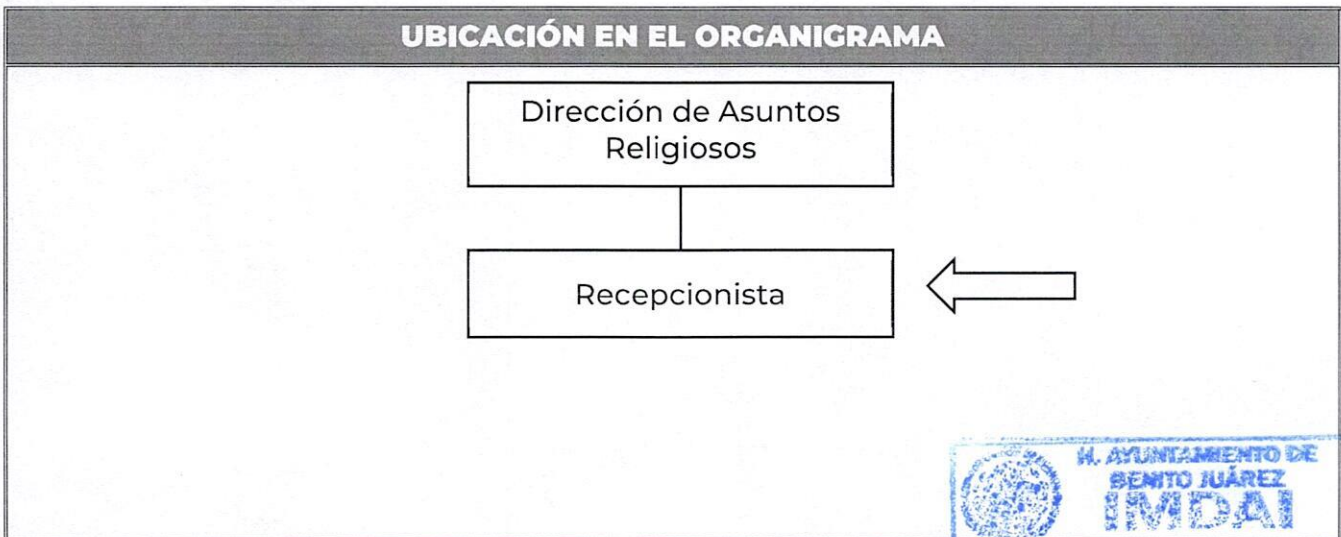 UBICACIÓN EN EL ORGANIGRAMA
Dirección de Asuntos
Religiosos
Recepcionista
H. AYUNTAMIENTO DE
BENITO JUÁREZ
IMDAI